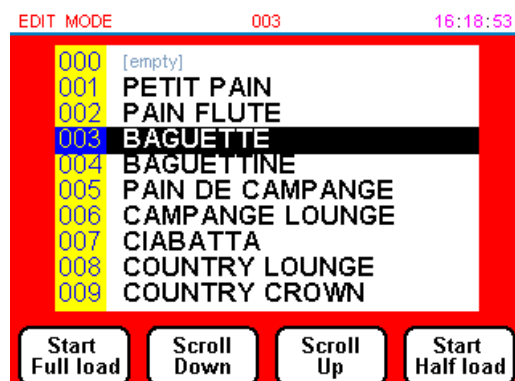 EDIT MODE 003 16:18:53
000 [empty]
001 PETIT PAIN
002 PAIN FLUTE
003 BAGUETTE
004 BAGUETTINE
005 PAIN DE CAMPANGE
006 CAMPANGE LOUNGE
007 CIABATTA
008 COUNTRY LOUNGE
009 COUNTRY CROWN
Start Scroll Scroll Start
Full load Down Up Half load